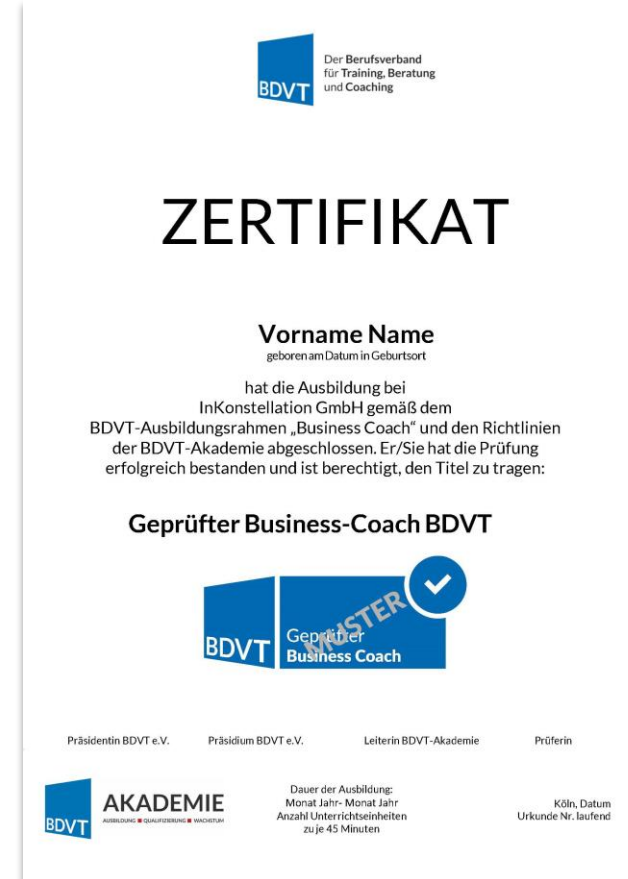 BDVT
Der Berufsverband
für Training, Beratung
und Coaching
ZERTIFIKAT
Vorname Name
geboren am Datum in Geburtsort
hat die Ausbildung bei
InKonstellation GmbH gemäß dem
BDVT-Ausbildungsrahmen „Business Coach“ und den Richtlinien
der BDVT-Akademie abgeschlossen. Er/Sie hat die Prüfung
erfolgreich bestanden und ist berechtigt, den Titel zu tragen:
Geprüfter Business-Coach BDVT
BDVT
Geprüfter
Business Coach
MUSTER
Präsidentin BDVT e.V. Präsidium BDVT e.V. Leiterin BDVT-Akademie Prüferin
BDVT
AKADEMIE
AUSBILDUNG ■ QUALIFIZIERUNG ■ WACHSTUM
Dauer der Ausbildung:
Monat Jahr- Monat Jahr
Anzahl Unterrichtseinheiten
zu je 45 Minuten
Köln, Datum
Urkunde Nr. laufend